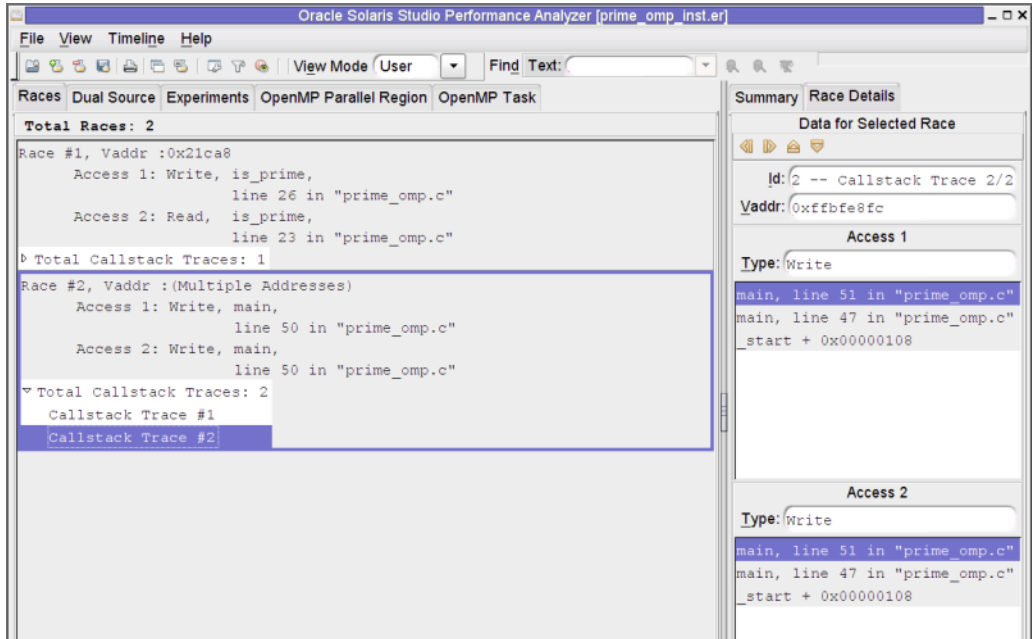 Oracle Solaris Studio Performance Analyzer [prime_omp_inst.er]
File View Timeline Help
View Mode User Find Text:
Races Dual Source Experiments OpenMP Parallel Region OpenMP Task
Total Races: 2
Race #1, Vaddr :0x21ca8
Access 1: Write, is_prime,
line 26 in "prime_omp.c"
Access 2: Read, is_prime,
line 23 in "prime_omp.c"
Total Callstack Traces: 1
Race #2, Vaddr :(Multiple Addresses)
Access 1: Write, main,
line 50 in "prime_omp.c"
Access 2: Write, main,
line 50 in "prime_omp.c"
Total Callstack Traces: 2
Callstack Trace #1
Callstack Trace #2
Summary Race Details
Data for Selected Race
Id: 2 -- Callstack Trace 2/2
Vaddr: 0xffbfe8fc
Access 1
Type: Write
main, line 51 in "prime_omp.c"
main, line 47 in "prime_omp.c"
_start + 0x00000108
Access 2
Type: Write
main, line 51 in "prime_omp.c"
main, line 47 in "prime_omp.c"
_start + 0x00000108